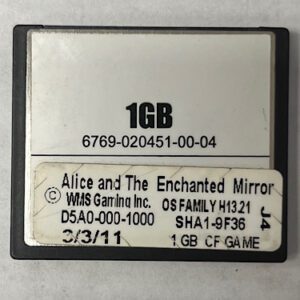 1GB
6769-020451-00-04
Alice and The Enchanted Mirror
© WMS Gaming Inc. OS FAMILY H13.21
D5A0-000-1000 SHA1-9F36
3/3/11 1 GB CF GAME
J4